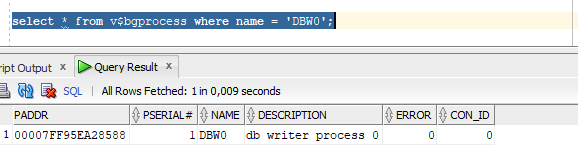 select * from v$bgprocess where name = 'DBW0';
ript Output x Query Result x
SQL | All Rows Fetched: 1 in 0,009 seconds
PADDR PSERIAL# NAME DESCRIPTION ERROR CON_ID
1 00007FF95EA28588 1 DBW0 db writer process 0 0 0